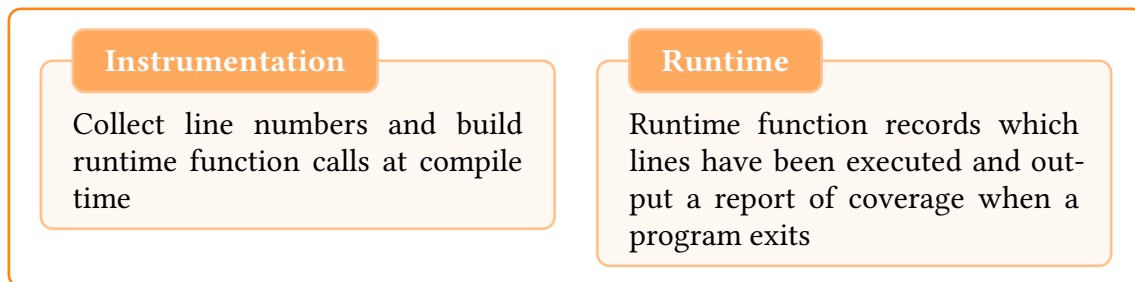 Instrumentation
Collect line numbers and build
runtime function calls at compile
time
Runtime
Runtime function records which
lines have been executed and out-
put a report of coverage when a
program exits